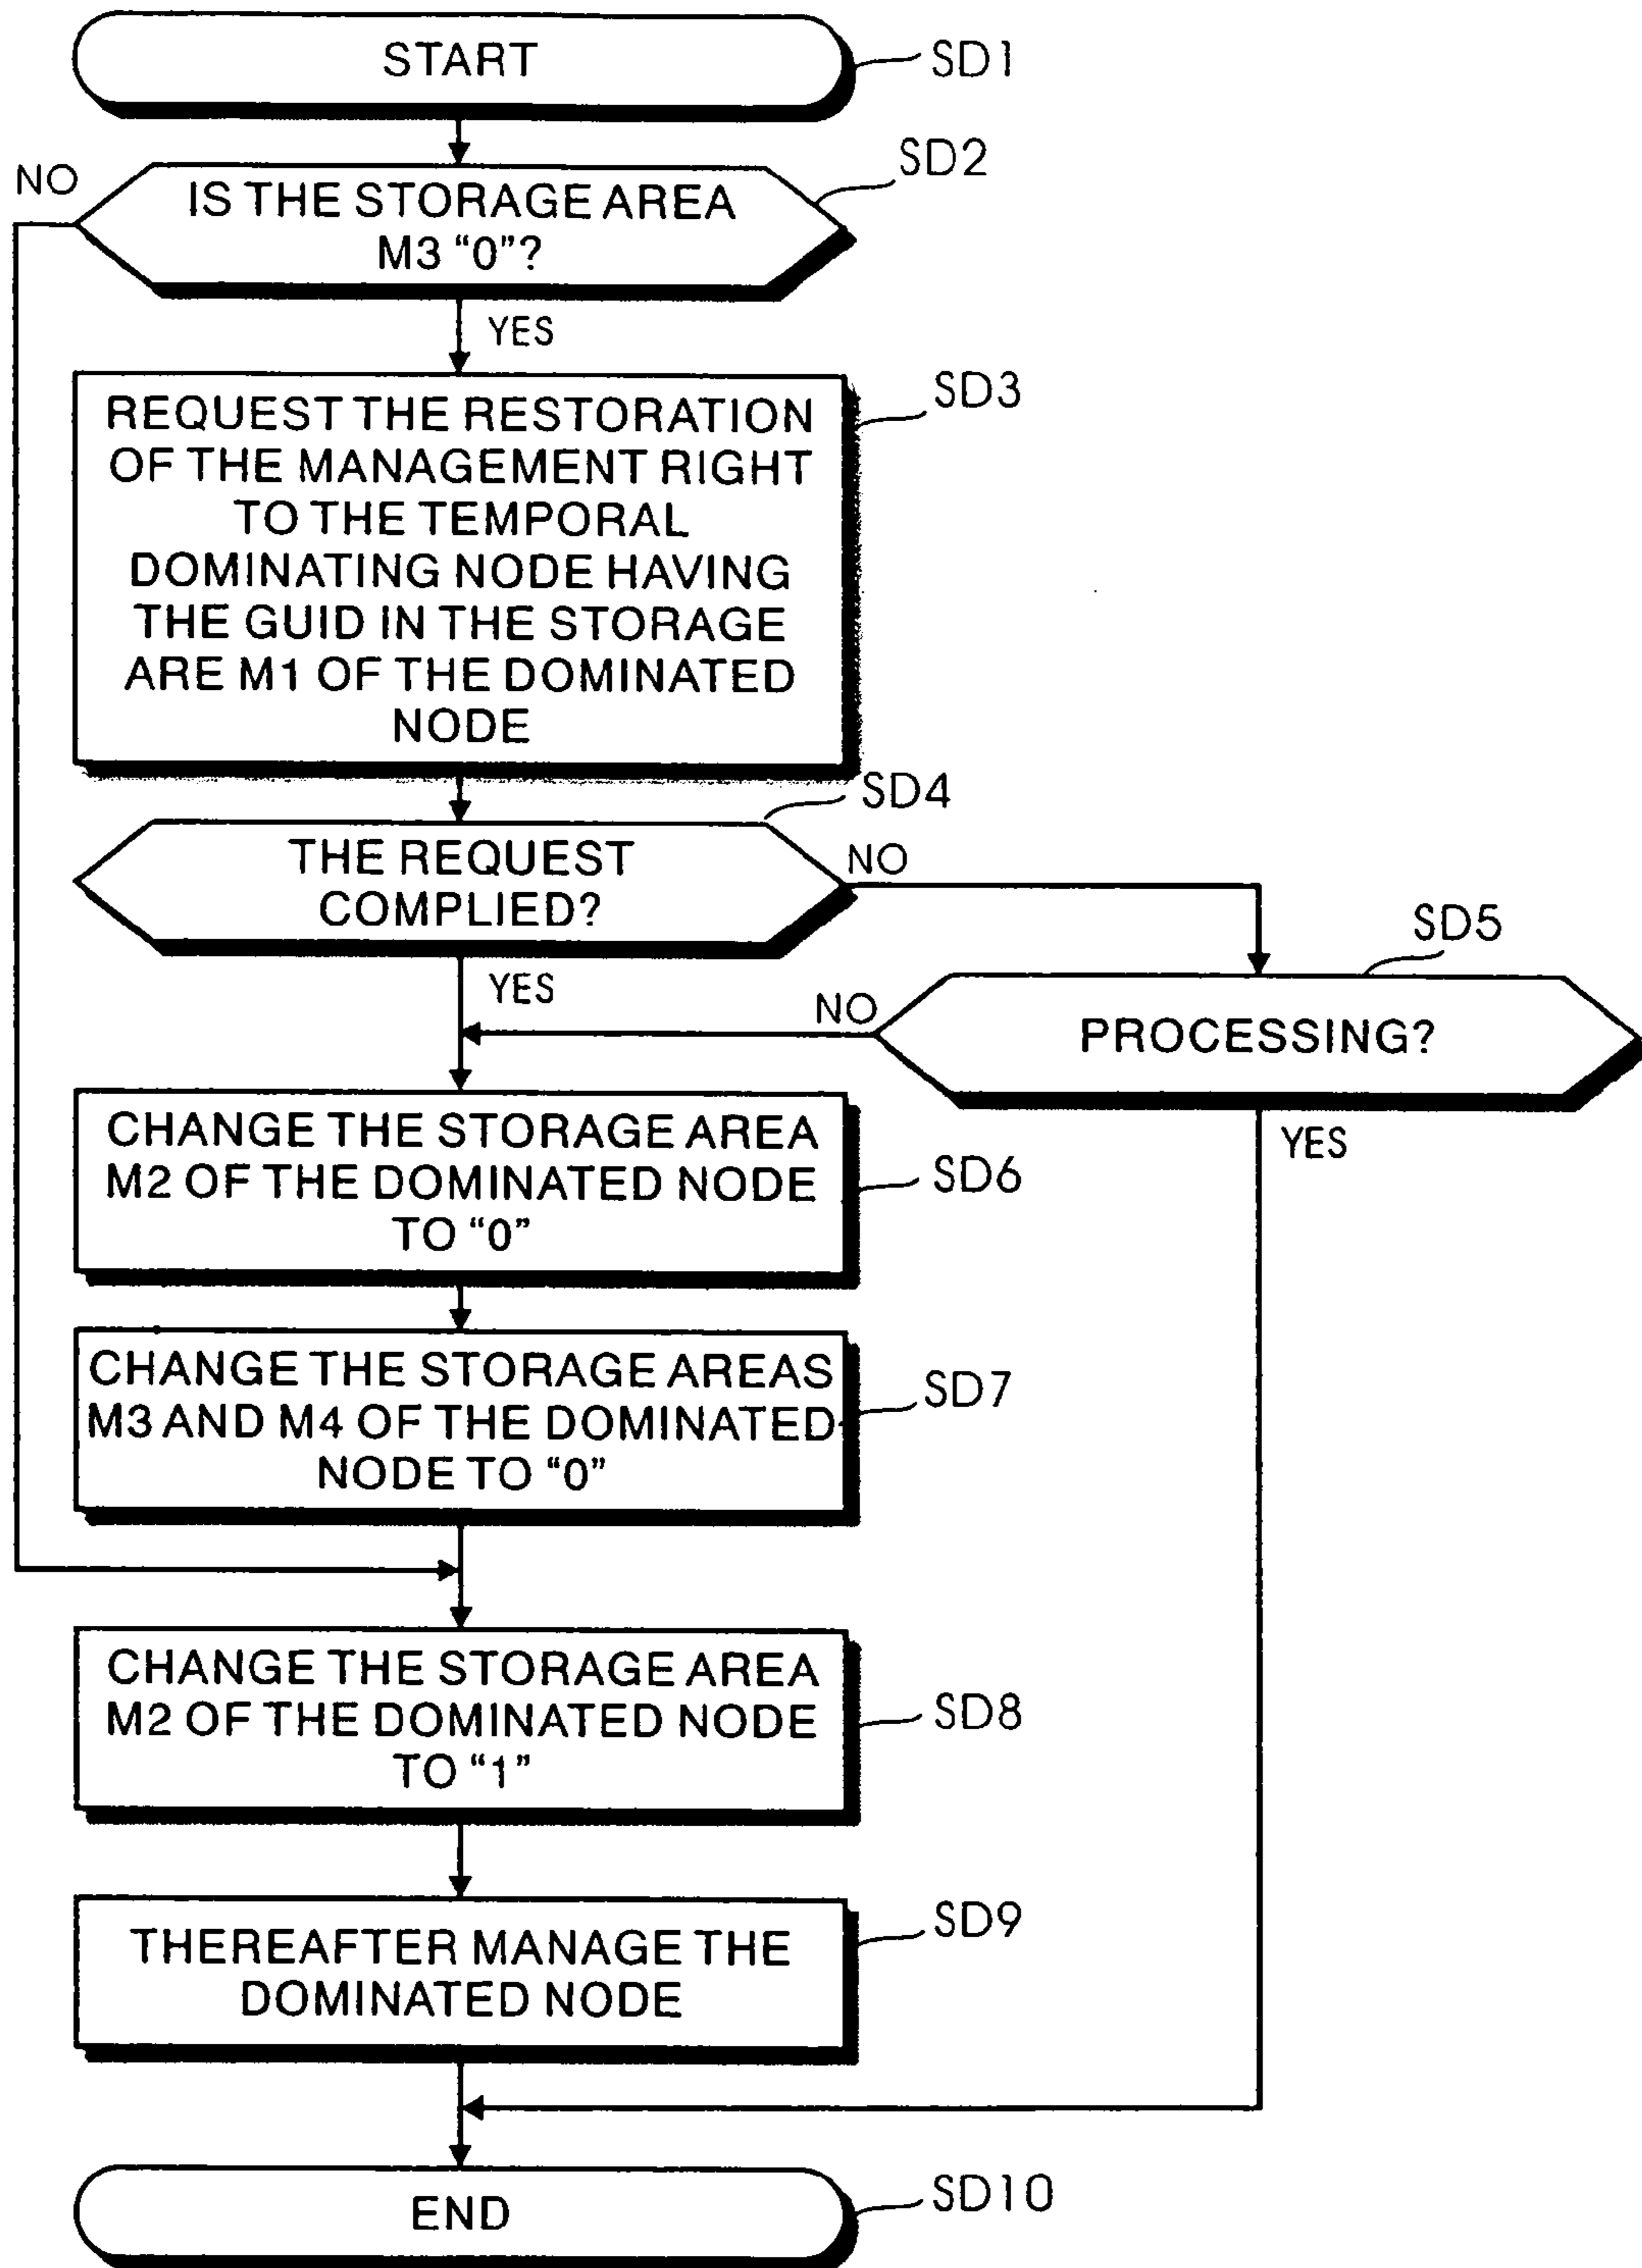 START
SD1
SD2
NO
IS THE STORAGE AREA
M3 “0”?
YES
SD3
REQUEST THE RESTORATION
OF THE MANAGEMENT RIGHT
TO THE TEMPORAL
DOMINATING NODE HAVING
THE GUID IN THE STORAGE
ARE M1 OF THE DOMINATED
NODE
SD4
THE REQUEST
COMPLIED?
NO
YES
SD5
NO
PROCESSING?
YES
CHANGE THE STORAGE AREA
M2 OF THE DOMINATED NODE
TO “0”
SD6
CHANGE THE STORAGE AREAS
M3 AND M4 OF THE DOMINATED
NODE TO “0”
SD7
CHANGE THE STORAGE AREA
M2 OF THE DOMINATED NODE
TO “1”
SD8
THEREAFTER MANAGE THE
DOMINATED NODE
SD9
END
SD10